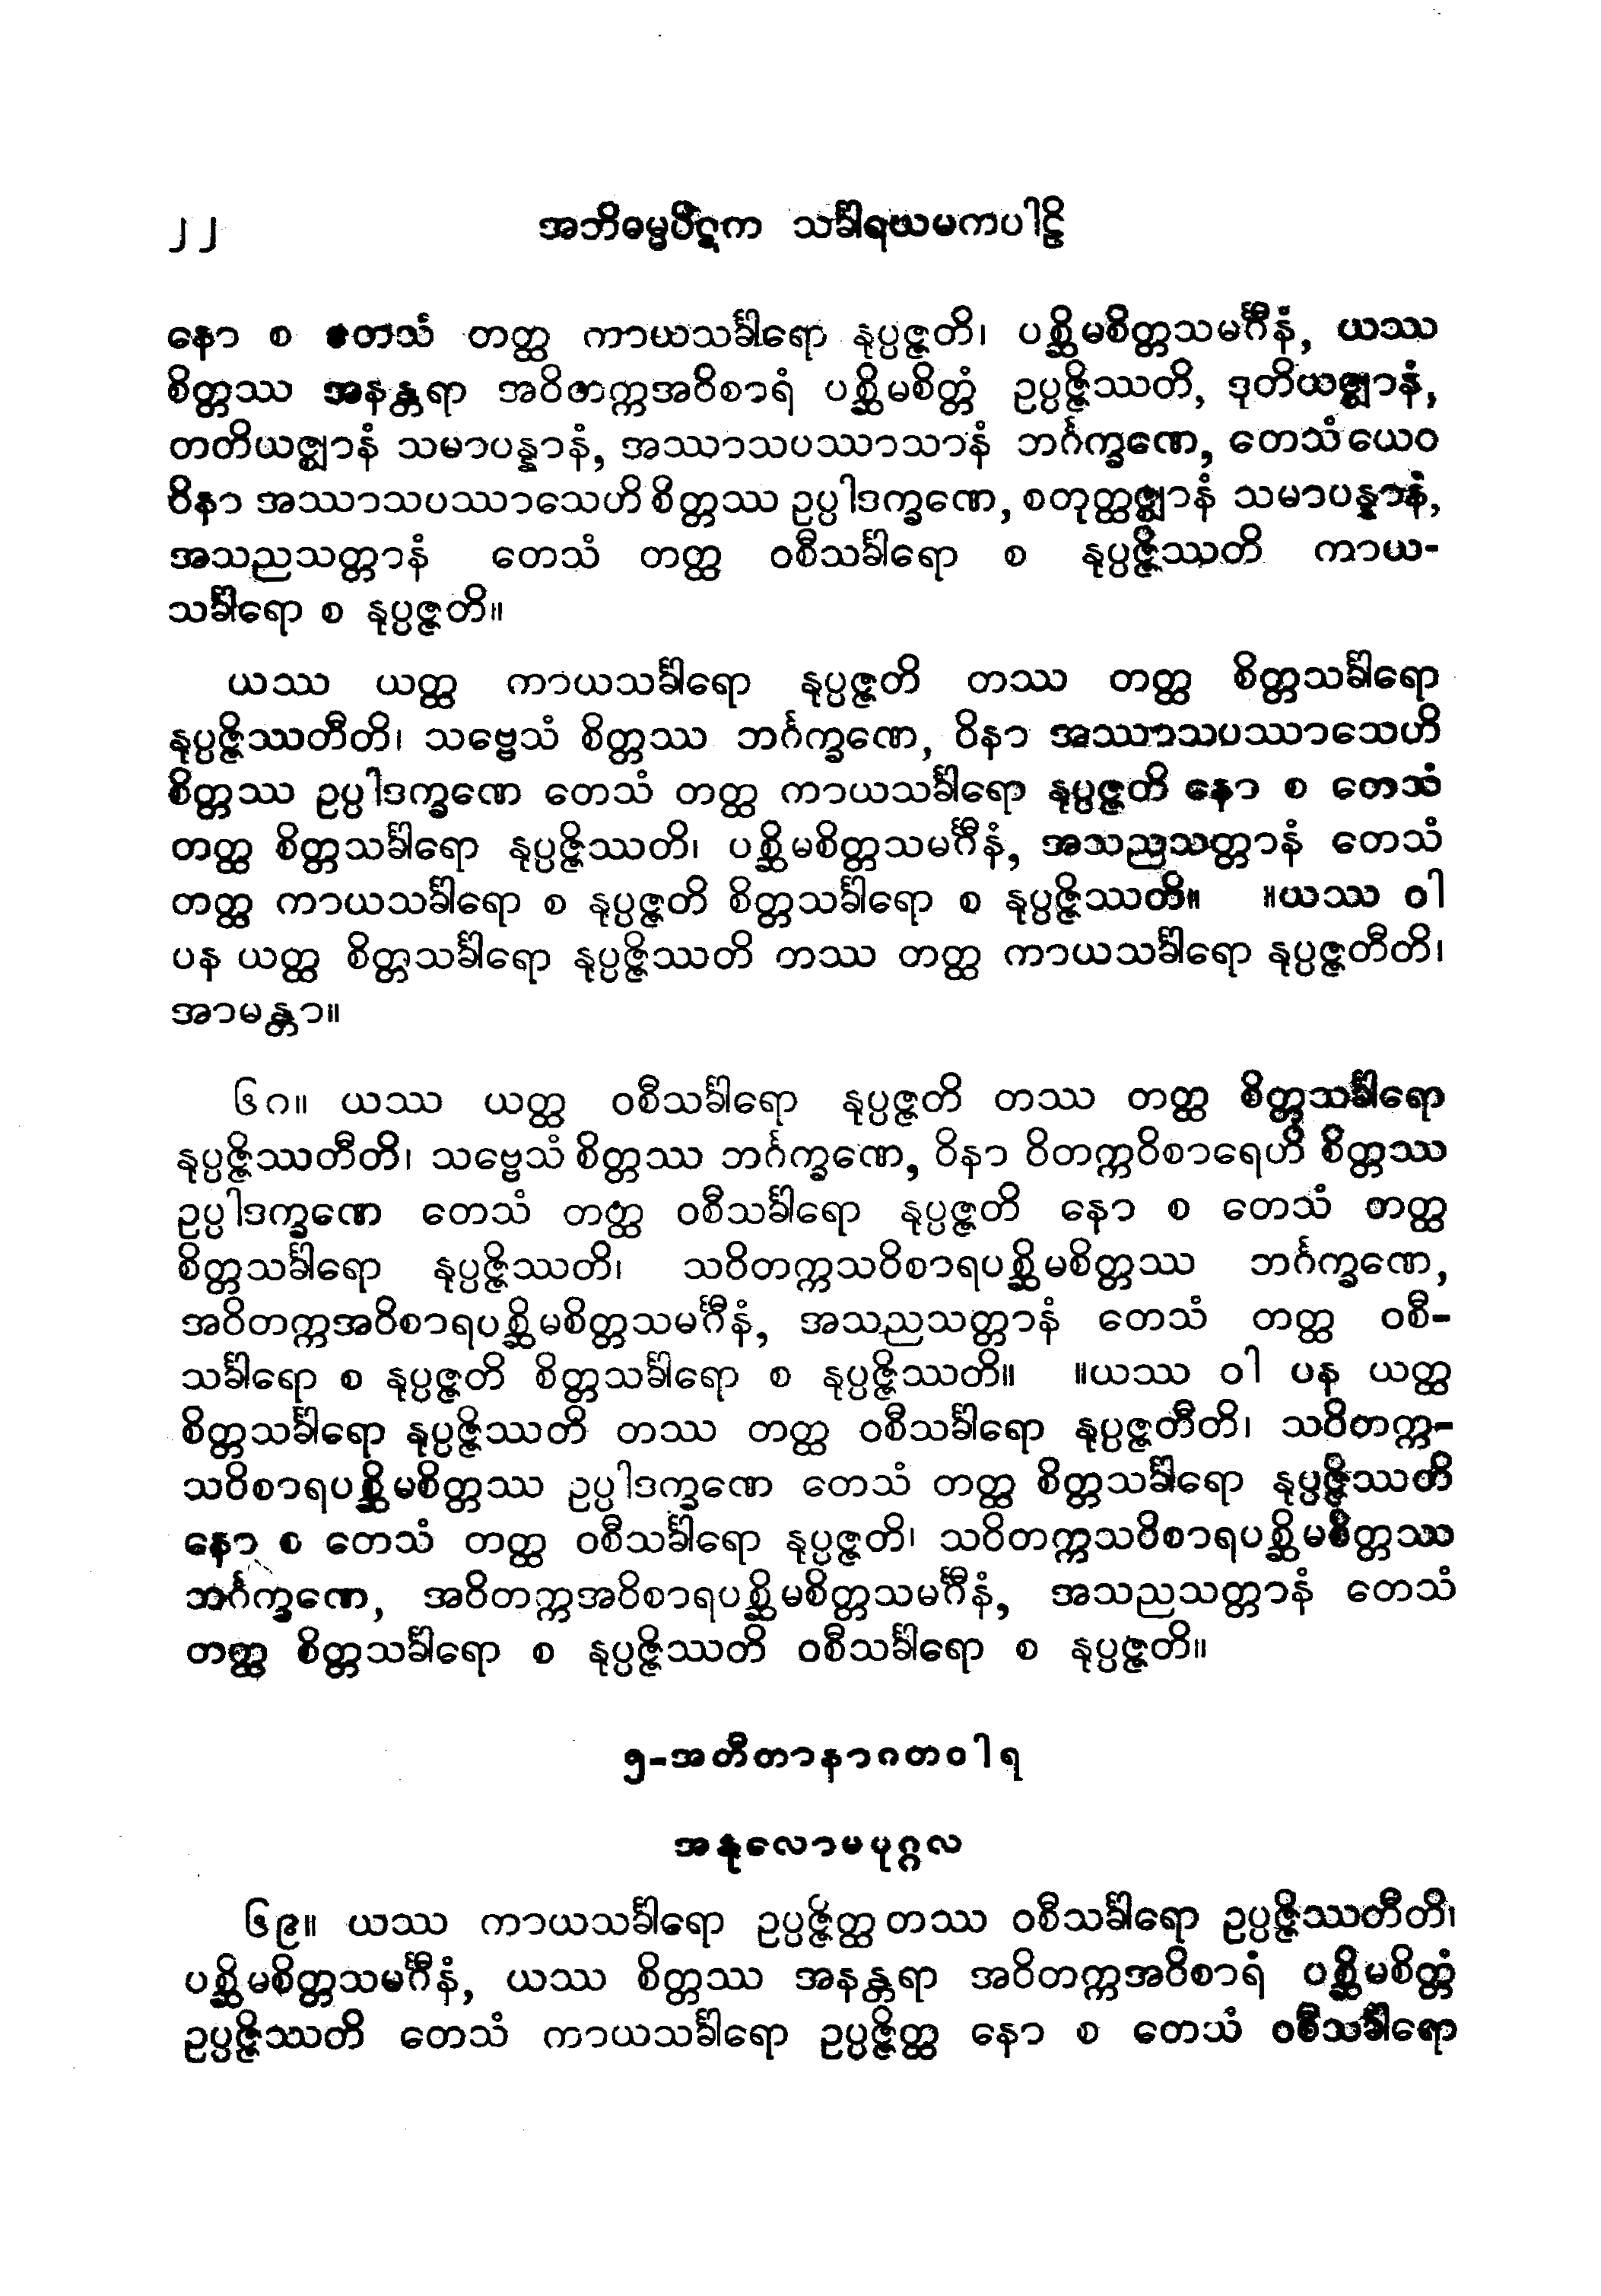 ၂၂ အဘိဓမ္မပိဋက သင်္ခါရယမကပါဠိ
နော စ တေသံ တတ္ထ ကာယသင်္ခါရော နုပ္ပဇ္ဇတိ၊ ပစ္ဆိမစိတ္တသမင်္ဂီနံ, ယဿ
စိတ္တဿ အနန္တရာ အဝိတက္ကအဝိစာရံ ပစ္ဆိမစိတ္တံ ဥပ္ပဇ္ဇိဿတိ, ဒုတိယဇ္ဈာနံ,
တတိယဇ္ဈာနံ သမာပန္နာနံ, အဿာသပဿာသာနံ ဘင်္ဂက္ခဏေ, တေသံယေဝ
ဝိနာ အဿာသပဿာသေဟိ စိတ္တဿ ဥပ္ပါဒက္ခဏေ, စတုတ္ထဇ္ဈာနံ သမာပန္နာနံ,
အသညသတ္တာနံ တေသံ တတ္ထ ဝစီသင်္ခါရော စ နုပ္ပဇ္ဇိဿတိ ကာယ-
သင်္ခါရော စ နုပ္ပဇ္ဇတိ။
ယဿ ယတ္ထ ကာယသင်္ခါရော နုပ္ပဇ္ဇတိ တဿ တတ္ထ စိတ္တသင်္ခါရော
နုပ္ပဇ္ဇိဿတီတိ၊ သဗ္ဗေသံ စိတ္တဿ ဘင်္ဂက္ခဏေ, ဝိနာ အဿာသပဿာသေဟိ
စိတ္တဿ ဥပ္ပါဒက္ခဏေ တေသံ တတ္ထ ကာယသင်္ခါရော နုပ္ပဇ္ဇတိ နော စ တေသံ
တတ္ထ စိတ္တသင်္ခါရော နုပ္ပဇ္ဇိဿတိ၊ ပစ္ဆိမစိတ္တသမင်္ဂီနံ, အသညသတ္တာနံ တေသံ
တတ္ထ ကာယသင်္ခါရော စ နုပ္ပဇ္ဇတိ စိတ္တသင်္ခါရော စ နုပ္ပဇ္ဇိဿတိ။ ။ယဿ ဝါ
ပန ယတ္ထ စိတ္တသင်္ခါရော နုပ္ပဇ္ဇိဿတိ တဿ တတ္ထ ကာယသင်္ခါရော နုပ္ပဇ္ဇတီတိ၊
အာမန္တာ။
၆၈။ ယဿ ယတ္ထ ဝစီသင်္ခါရော နုပ္ပဇ္ဇတိ တဿ တတ္ထ စိတ္တသင်္ခါရော
နုပ္ပဇ္ဇိဿတီတိ၊ သဗ္ဗေသံ စိတ္တဿ ဘင်္ဂက္ခဏေ, ဝိနာ ဝိတက္ကဝိစာရေဟိ စိတ္တဿ
ဥပ္ပါဒက္ခဏေ တေသံ တတ္ထ ဝစီသင်္ခါရော နုပ္ပဇ္ဇတိ နော စ တေသံ တတ္ထ
စိတ္တသင်္ခါရော နုပ္ပဇ္ဇိဿတိ၊ သဝိတက္ကသဝိစာရပစ္ဆိမစိတ္တဿ ဘင်္ဂက္ခဏေ,
အဝိတက္ကအဝိစာရပစ္ဆိမစိတ္တသမင်္ဂီနံ, အသညသတ္တာနံ တေသံ တတ္ထ ဝစီ-
သင်္ခါရော စ နုပ္ပဇ္ဇတိ စိတ္တသင်္ခါရော စ နုပ္ပဇ္ဇိဿတိ။ ။ယဿ ဝါ ပန ယတ္ထ
စိတ္တသင်္ခါရော နုပ္ပဇ္ဇိဿတိ တဿ တတ္ထ ဝစီသင်္ခါရော နုပ္ပဇ္ဇတီတိ၊ သဝိတက္က-
သဝိစာရပစ္ဆိမစိတ္တဿ ဥပ္ပါဒက္ခဏေ တေသံ တတ္ထ စိတ္တသင်္ခါရော နုပ္ပဇ္ဇိဿတိ
နော စ တေသံ တတ္ထ ဝစီသင်္ခါရော နုပ္ပဇ္ဇတိ၊ သဝိတက္ကသဝိစာရပစ္ဆိမစိတ္တဿ
ဘင်္ဂက္ခဏေ, အဝိတက္ကအဝိစာရပစ္ဆိမစိတ္တသမင်္ဂီနံ, အသညသတ္တာနံ တေသံ
တတ္ထ စိတ္တသင်္ခါရော စ နုပ္ပဇ္ဇိဿတိ ဝစီသင်္ခါရော စ နုပ္ပဇ္ဇတိ။
၅-အတီတာနာဂတဝါရ
အနုလောမပုဂ္ဂလ
၆၉။ ယဿ ကာယသင်္ခါရော ဥပ္ပဇ္ဇိတ္ထ တဿ ဝစီသင်္ခါရော ဥပ္ပဇ္ဇိဿတီတိ၊
ပစ္ဆိမစိတ္တသမင်္ဂီနံ, ယဿ စိတ္တဿ အနန္တရာ အဝိတက္ကအဝိစာရံ ပစ္ဆိမစိတ္တံ
ဥပ္ပဇ္ဇိဿတိ တေသံ ကာယသင်္ခါရော ဥပ္ပဇ္ဇိတ္ထ နော စ တေသံ ဝစီသင်္ခါရော